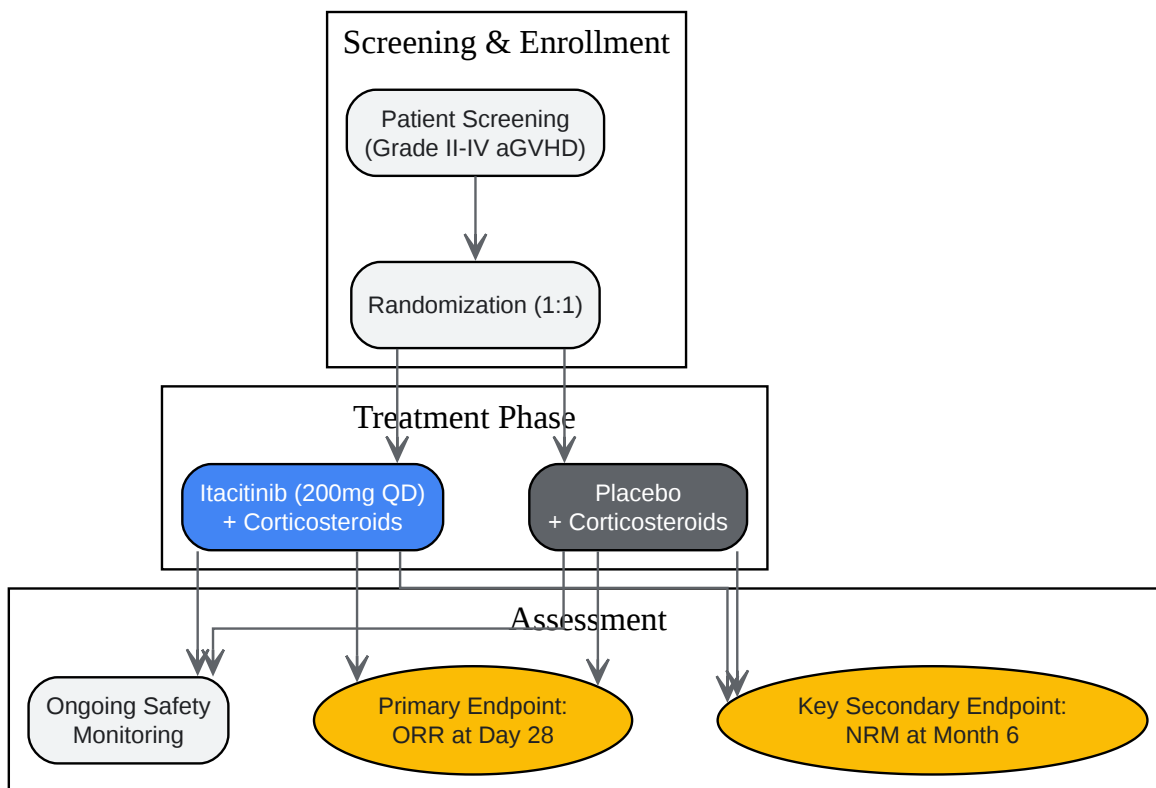 Screening & Enrollment
Patient Screening
(Grade II-IV aGVHD)
Randomization (1:1)
Treatment Phase
Itacitinib (200mg QD)
+ Corticosteroids
Placebo
+ Corticosteroids
Assessment
Ongoing Safety
Monitoring
Primary Endpoint:
ORR at Day 28
Key Secondary Endpoint:
NRM at Month 6